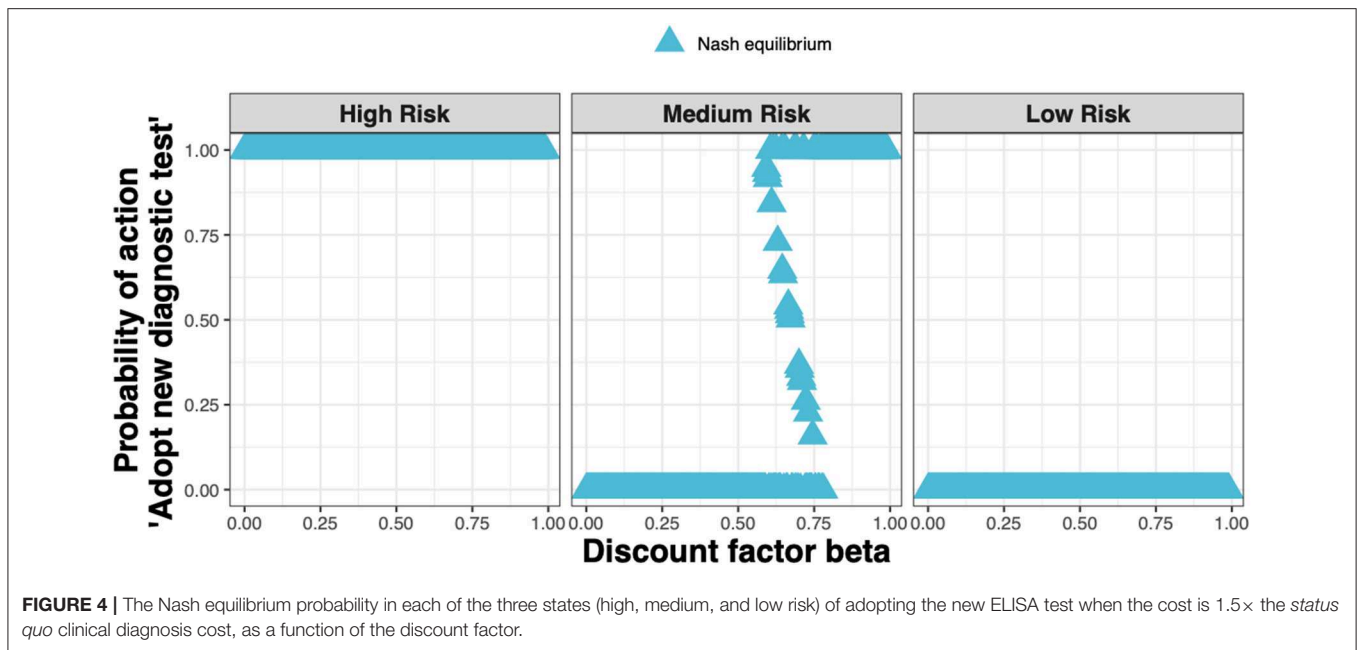 Nash equilibrium
High Risk
Medium Risk
Low Risk
Probability of action
'Adopt new diagnostic test'
1.00
0.75
0.50
0.25
0.00
0.00 0.25 0.50 0.75 1.00 0.00 0.25 0.50 0.75 1.00 0.00 0.25 0.50 0.75 1.00
Discount factor beta
FIGURE 4 | The Nash equilibrium probability in each of the three states (high, medium, and low risk) of adopting the new ELISA test when the cost is 1.5× the status
quo clinical diagnosis cost, as a function of the discount factor.